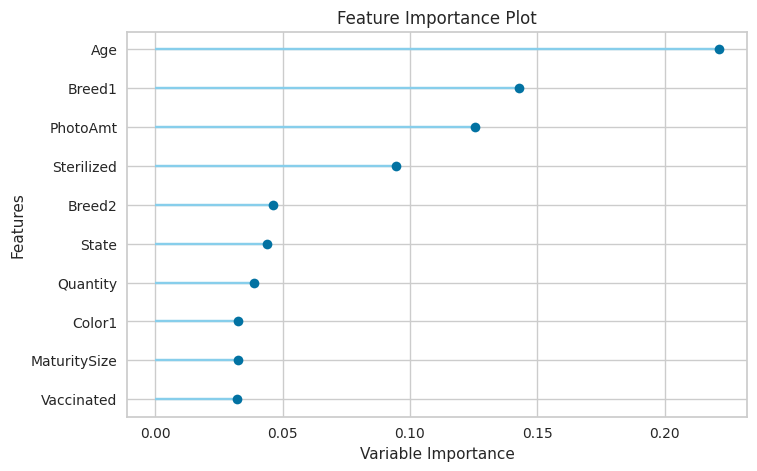 Feature Importance Plot
Features
Age
Breed1
PhotoAmt
Sterilized
Breed2
State
Quantity
Color1
MaturitySize
Vaccinated
0.00 0.05 0.10 0.15 0.20
Variable Importance